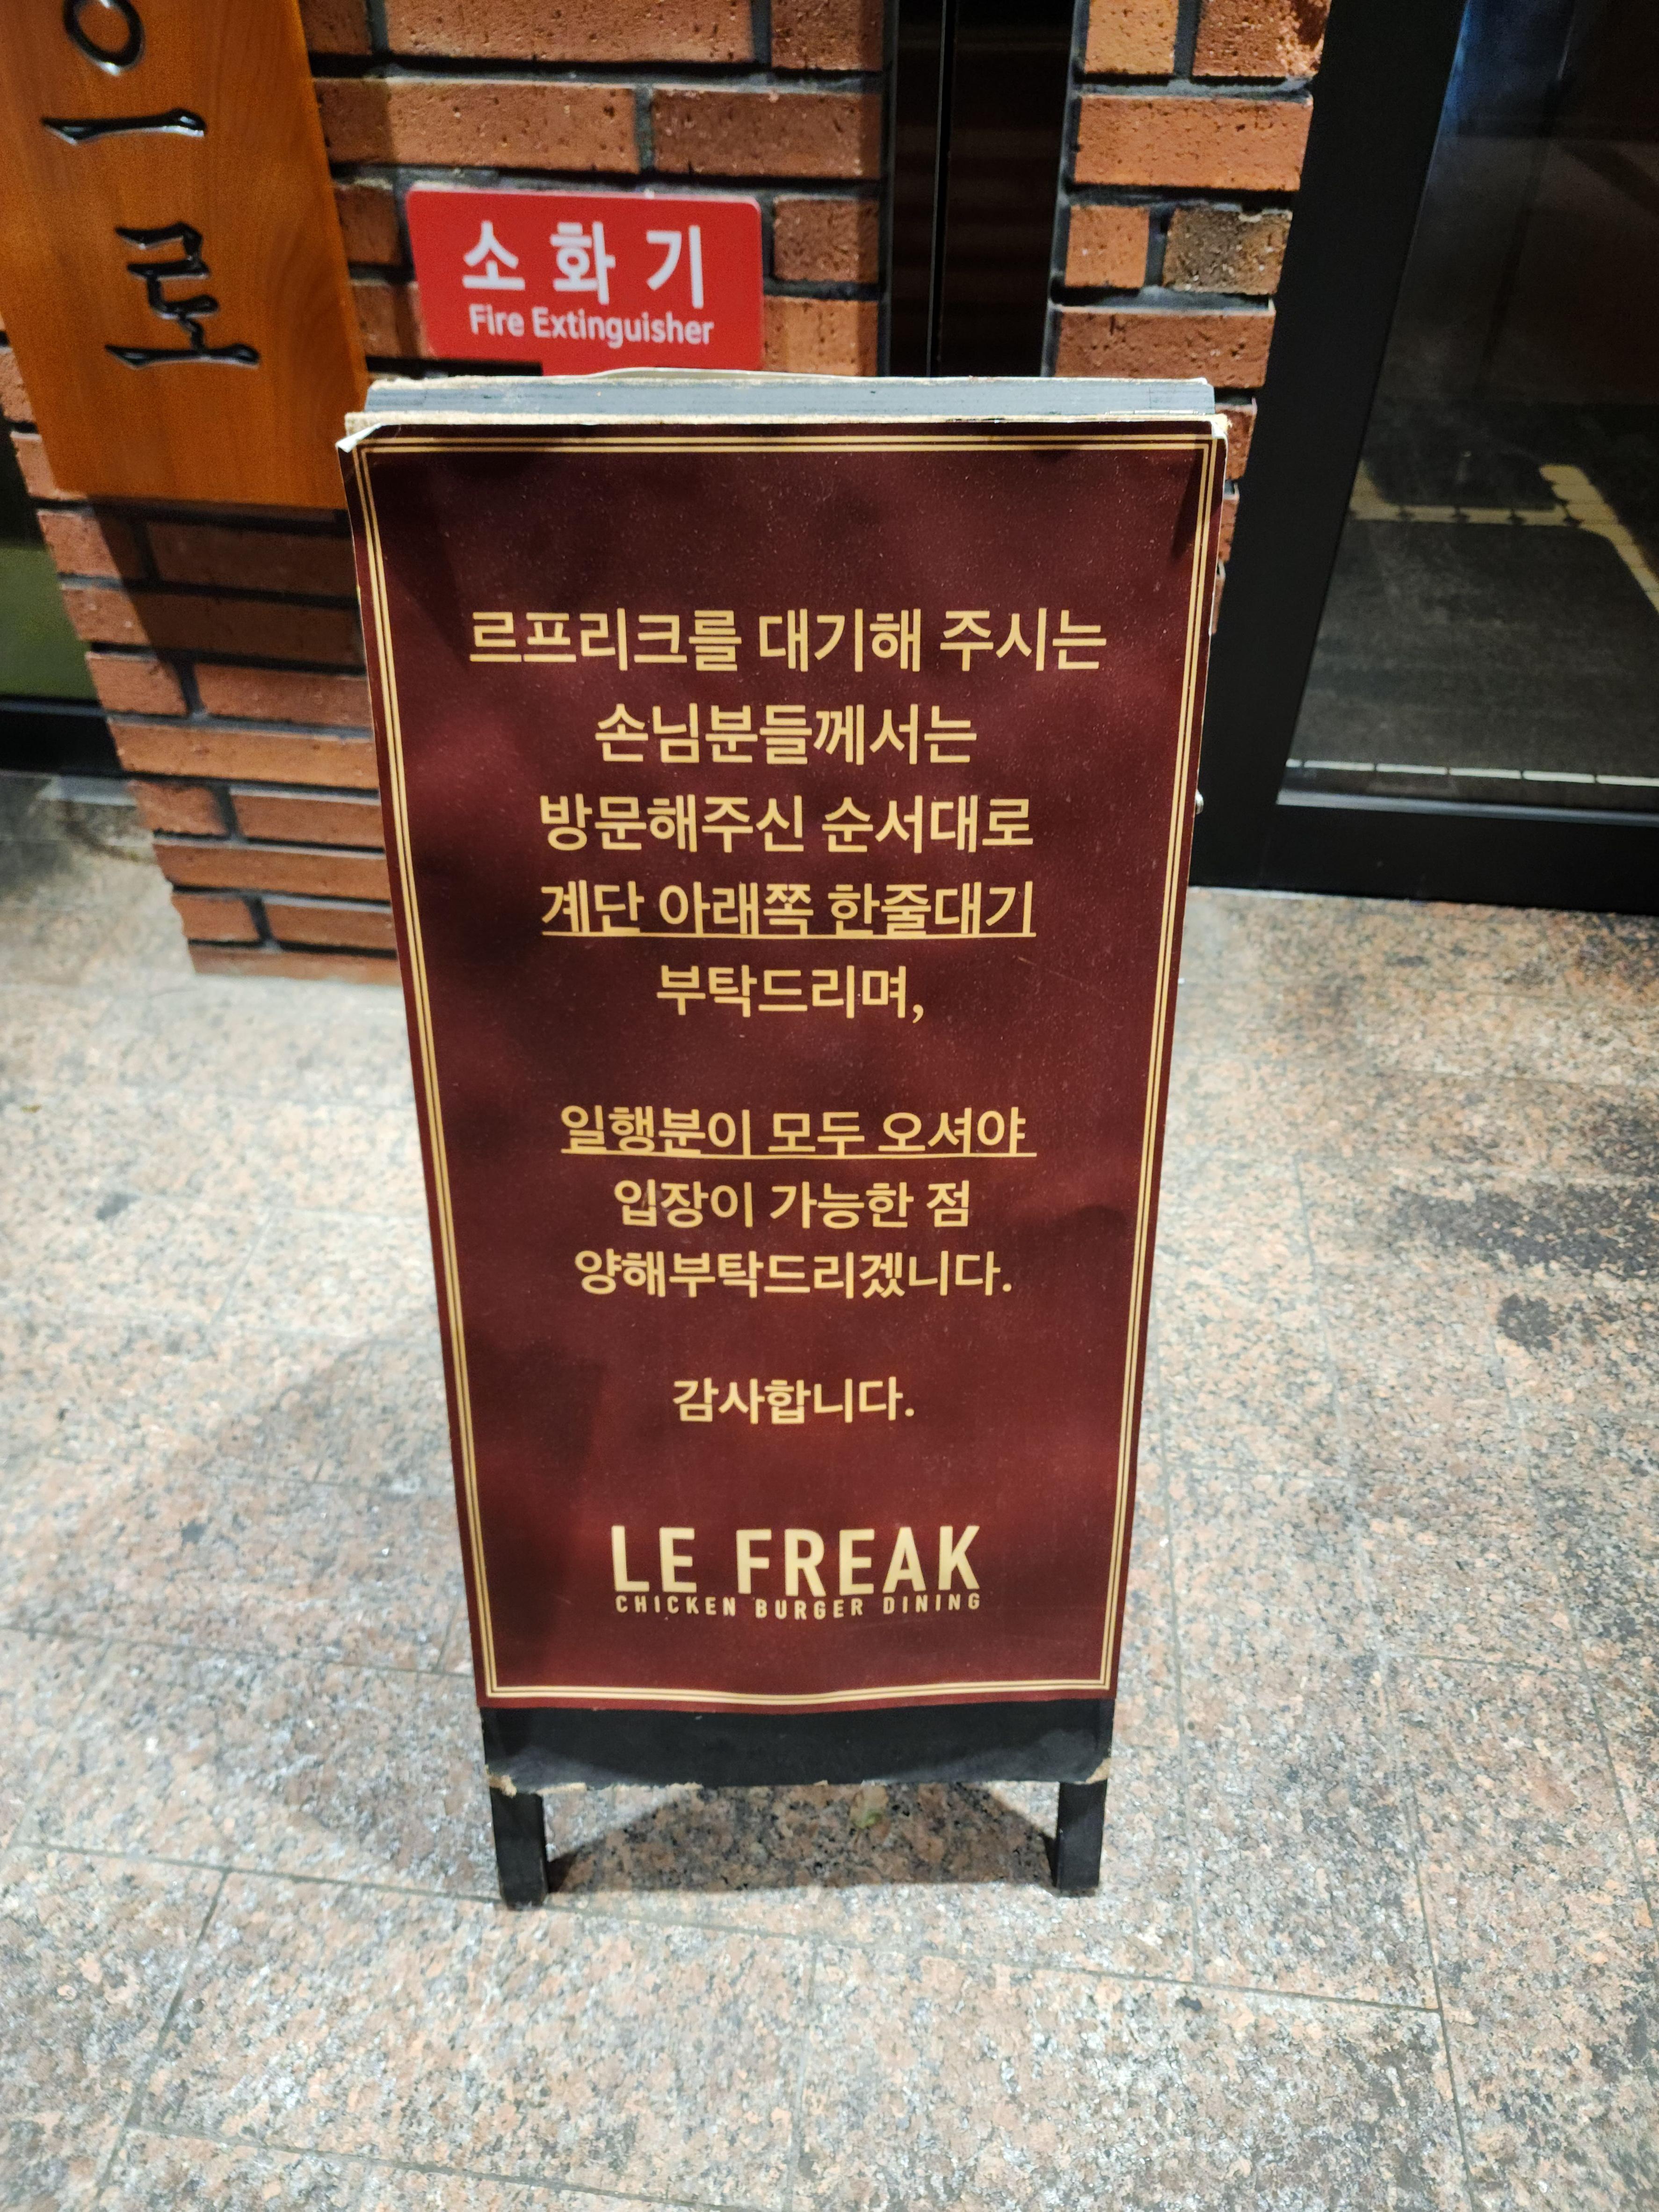 이
포
소화기
Fire Extinguisher
르프리크를 대기해 주시는
손님분들께서는
방문해주신 순서대로
계단 아래쪽 한줄대기
부탁드리며,
일행분이 모두 오셔야
입장이 가능한 점
양해부탁드리겠니다.
감사합니다.
LE FREAK
CHICKEN BURGER DINING